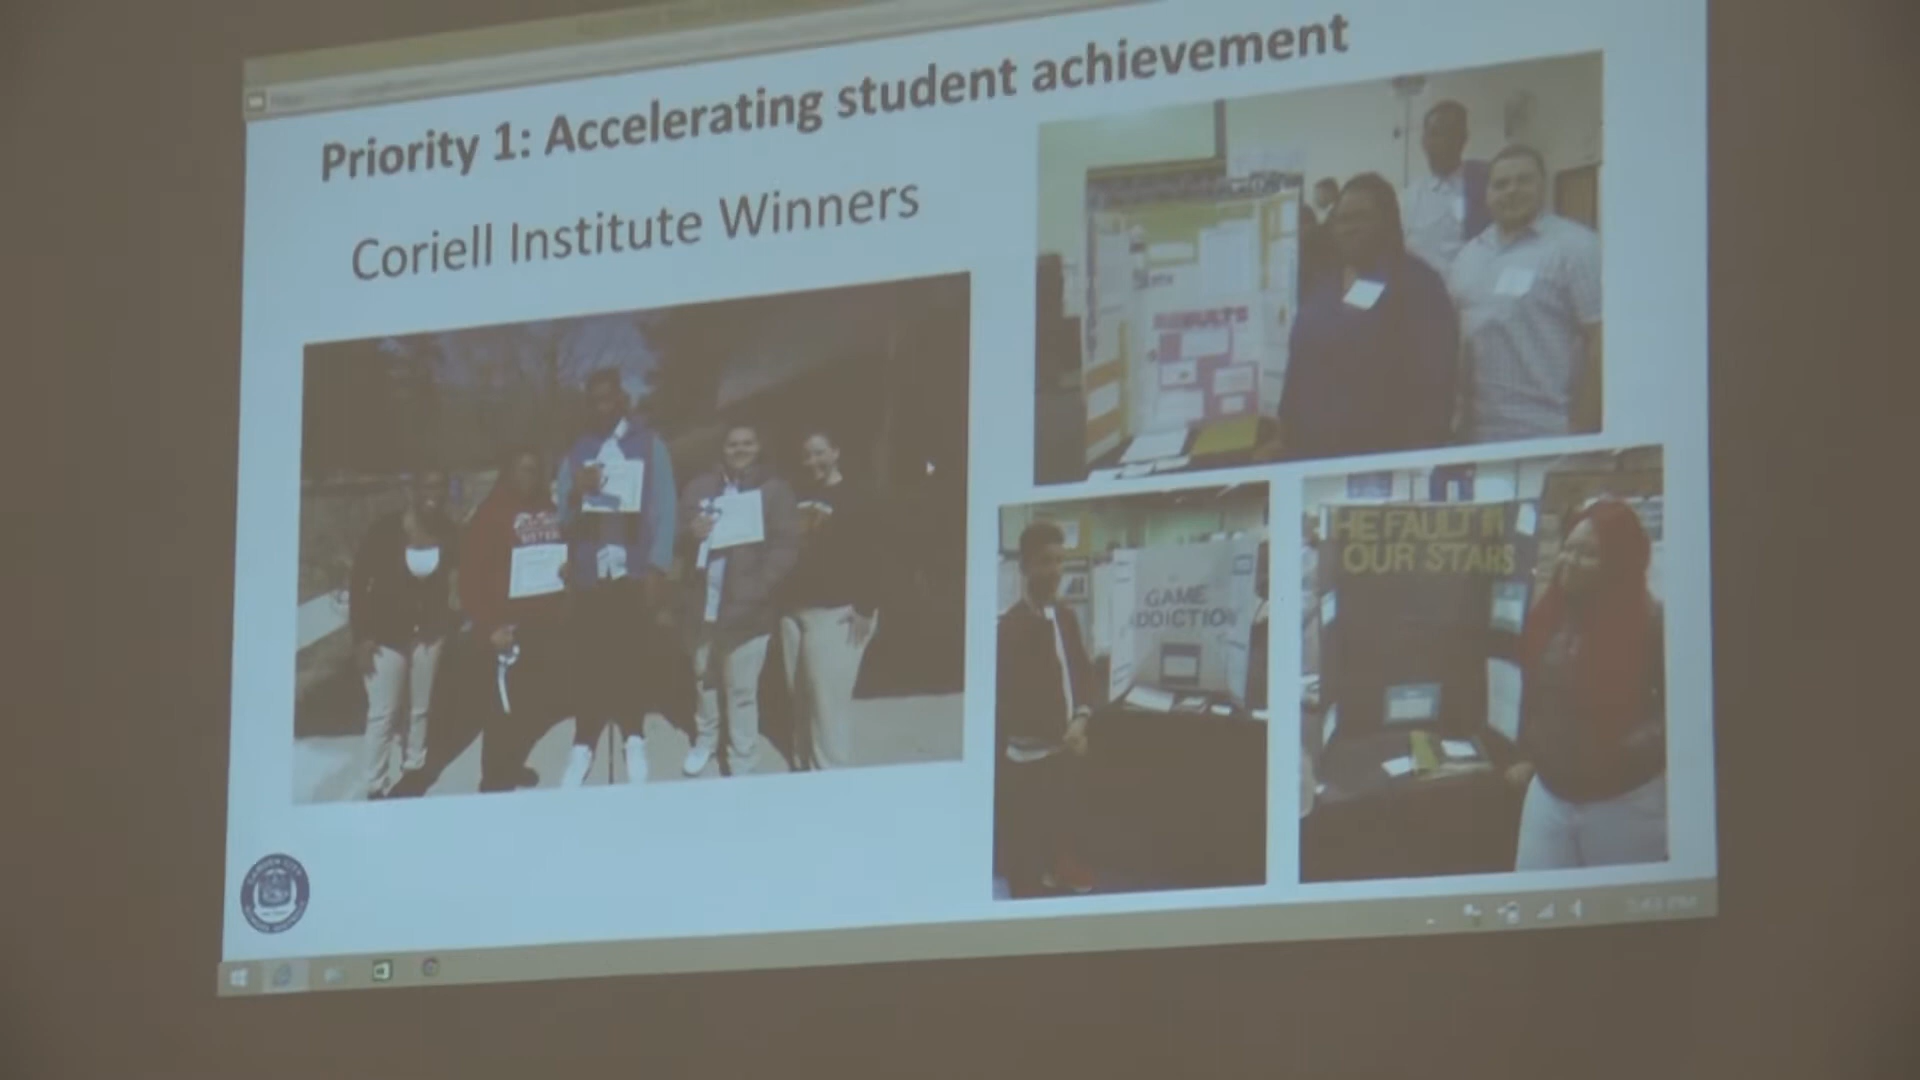 Priority 1: Accelerating student achievement
Coriell Institute Winners
RESULTS
GAME
ADDICTION
HE FAULT IN
OUR STARS